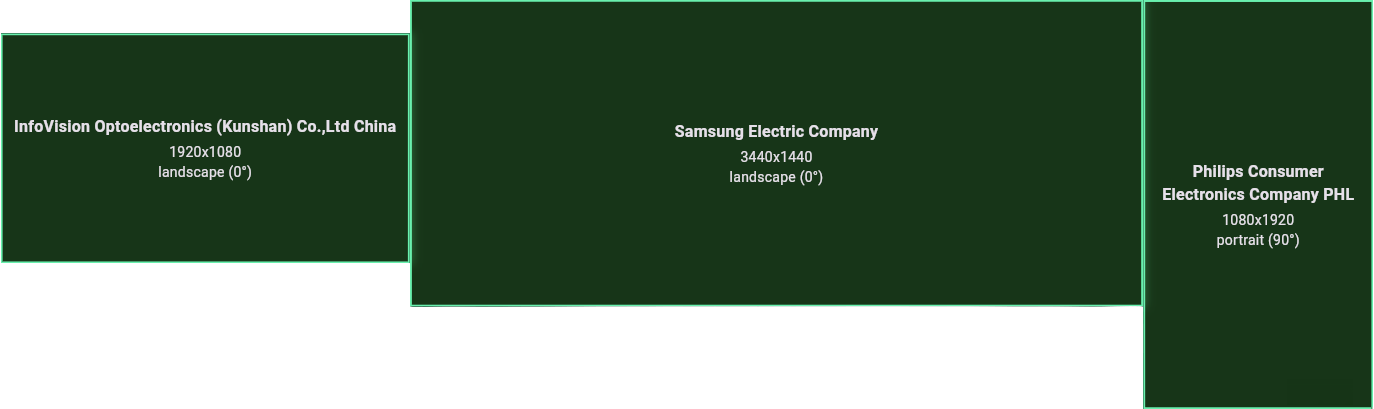 InfoVision Optoelectronics (Kunshan) Co.,Ltd China
1920x1080
landscape (0°)
Samsung Electric Company
3440x1440
landscape (0°)
Philips Consumer
Electronics Company PHL
1080x1920
portrait (90°)